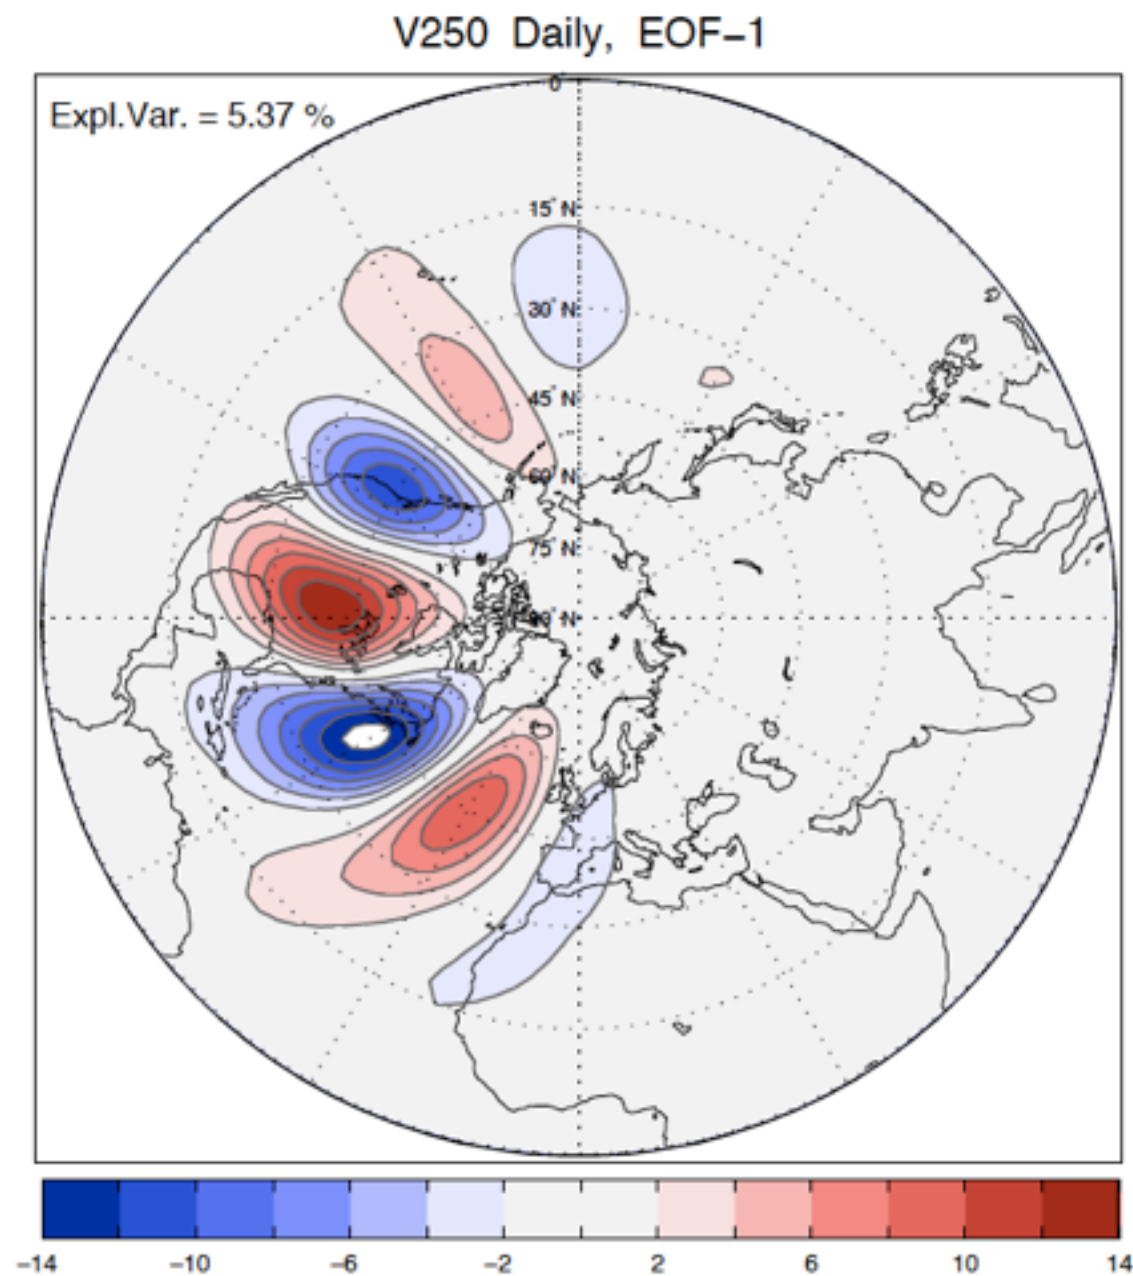 V250 Daily, EOF−1
Expl.Var. = 5.37 %
0°
15° N
30° N
45° N
60° N
75° N
90° N
−14 −10 −6 −2 2 6 10 14